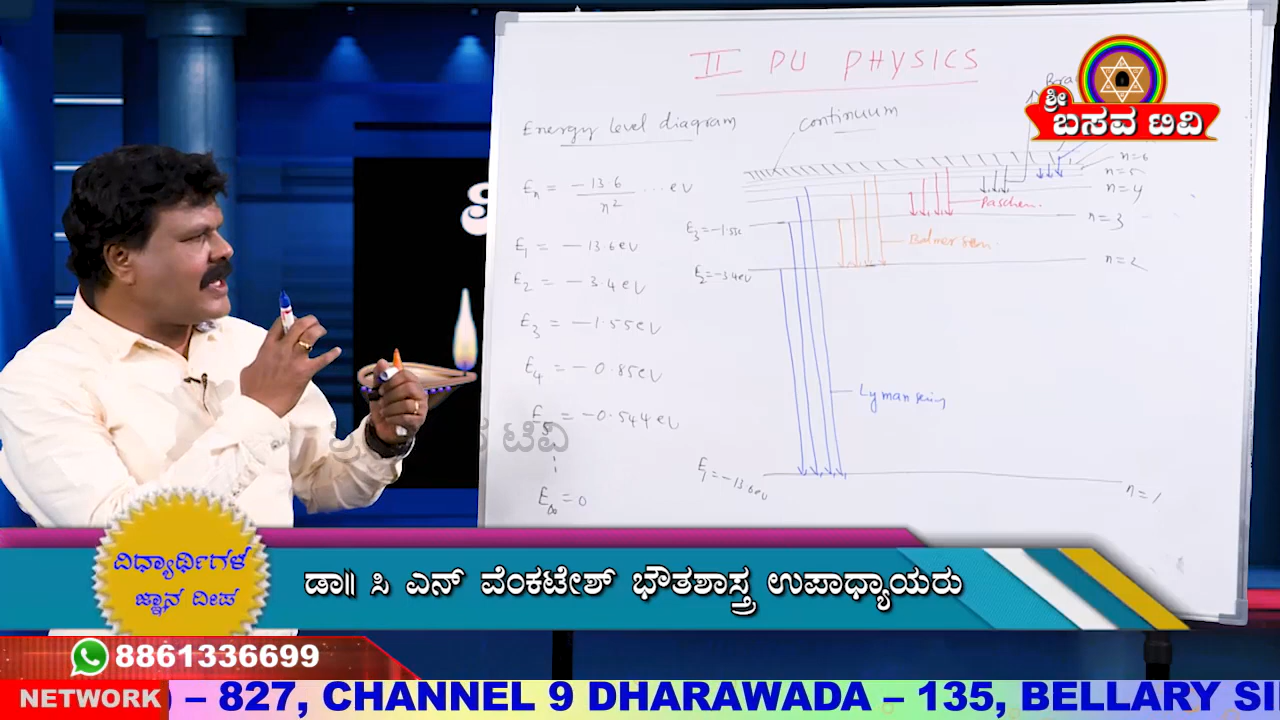 II PU PHYSICS
ಶ್ರೀ
ಬಸವ ಟಿವಿ
Energy level diagram
continuum
Eₙ = -13.6 / n² ... eV
E₁ = -13.6eV
E₂ = -3.4eV
E₃ = -1.55eV
E₄ = -0.85eV
E₅ = -0.544eV
E∞ = 0
n=6
n=5
n=4
Paschen.
n=3
E₃=-1.55e
Balmer
n=2
E₂=-3.4eV
Lyman series
E₁=-13.6eV
n=1
ಟಿವಿ
ವಿಧ್ಯಾರ್ಥಿಗಳೆ
ಜ್ಞಾನ ದೀಪ
ಡಾ|| ಸಿ ಎನ್ ವೆಂಕಟೇಶ್ ಭೌತಶಾಸ್ತ್ರ ಉಪಾಧ್ಯಾಯರು
8861336699
NETWORK ) – 827, CHANNEL 9 DHARAWADA – 135, BELLARY SI